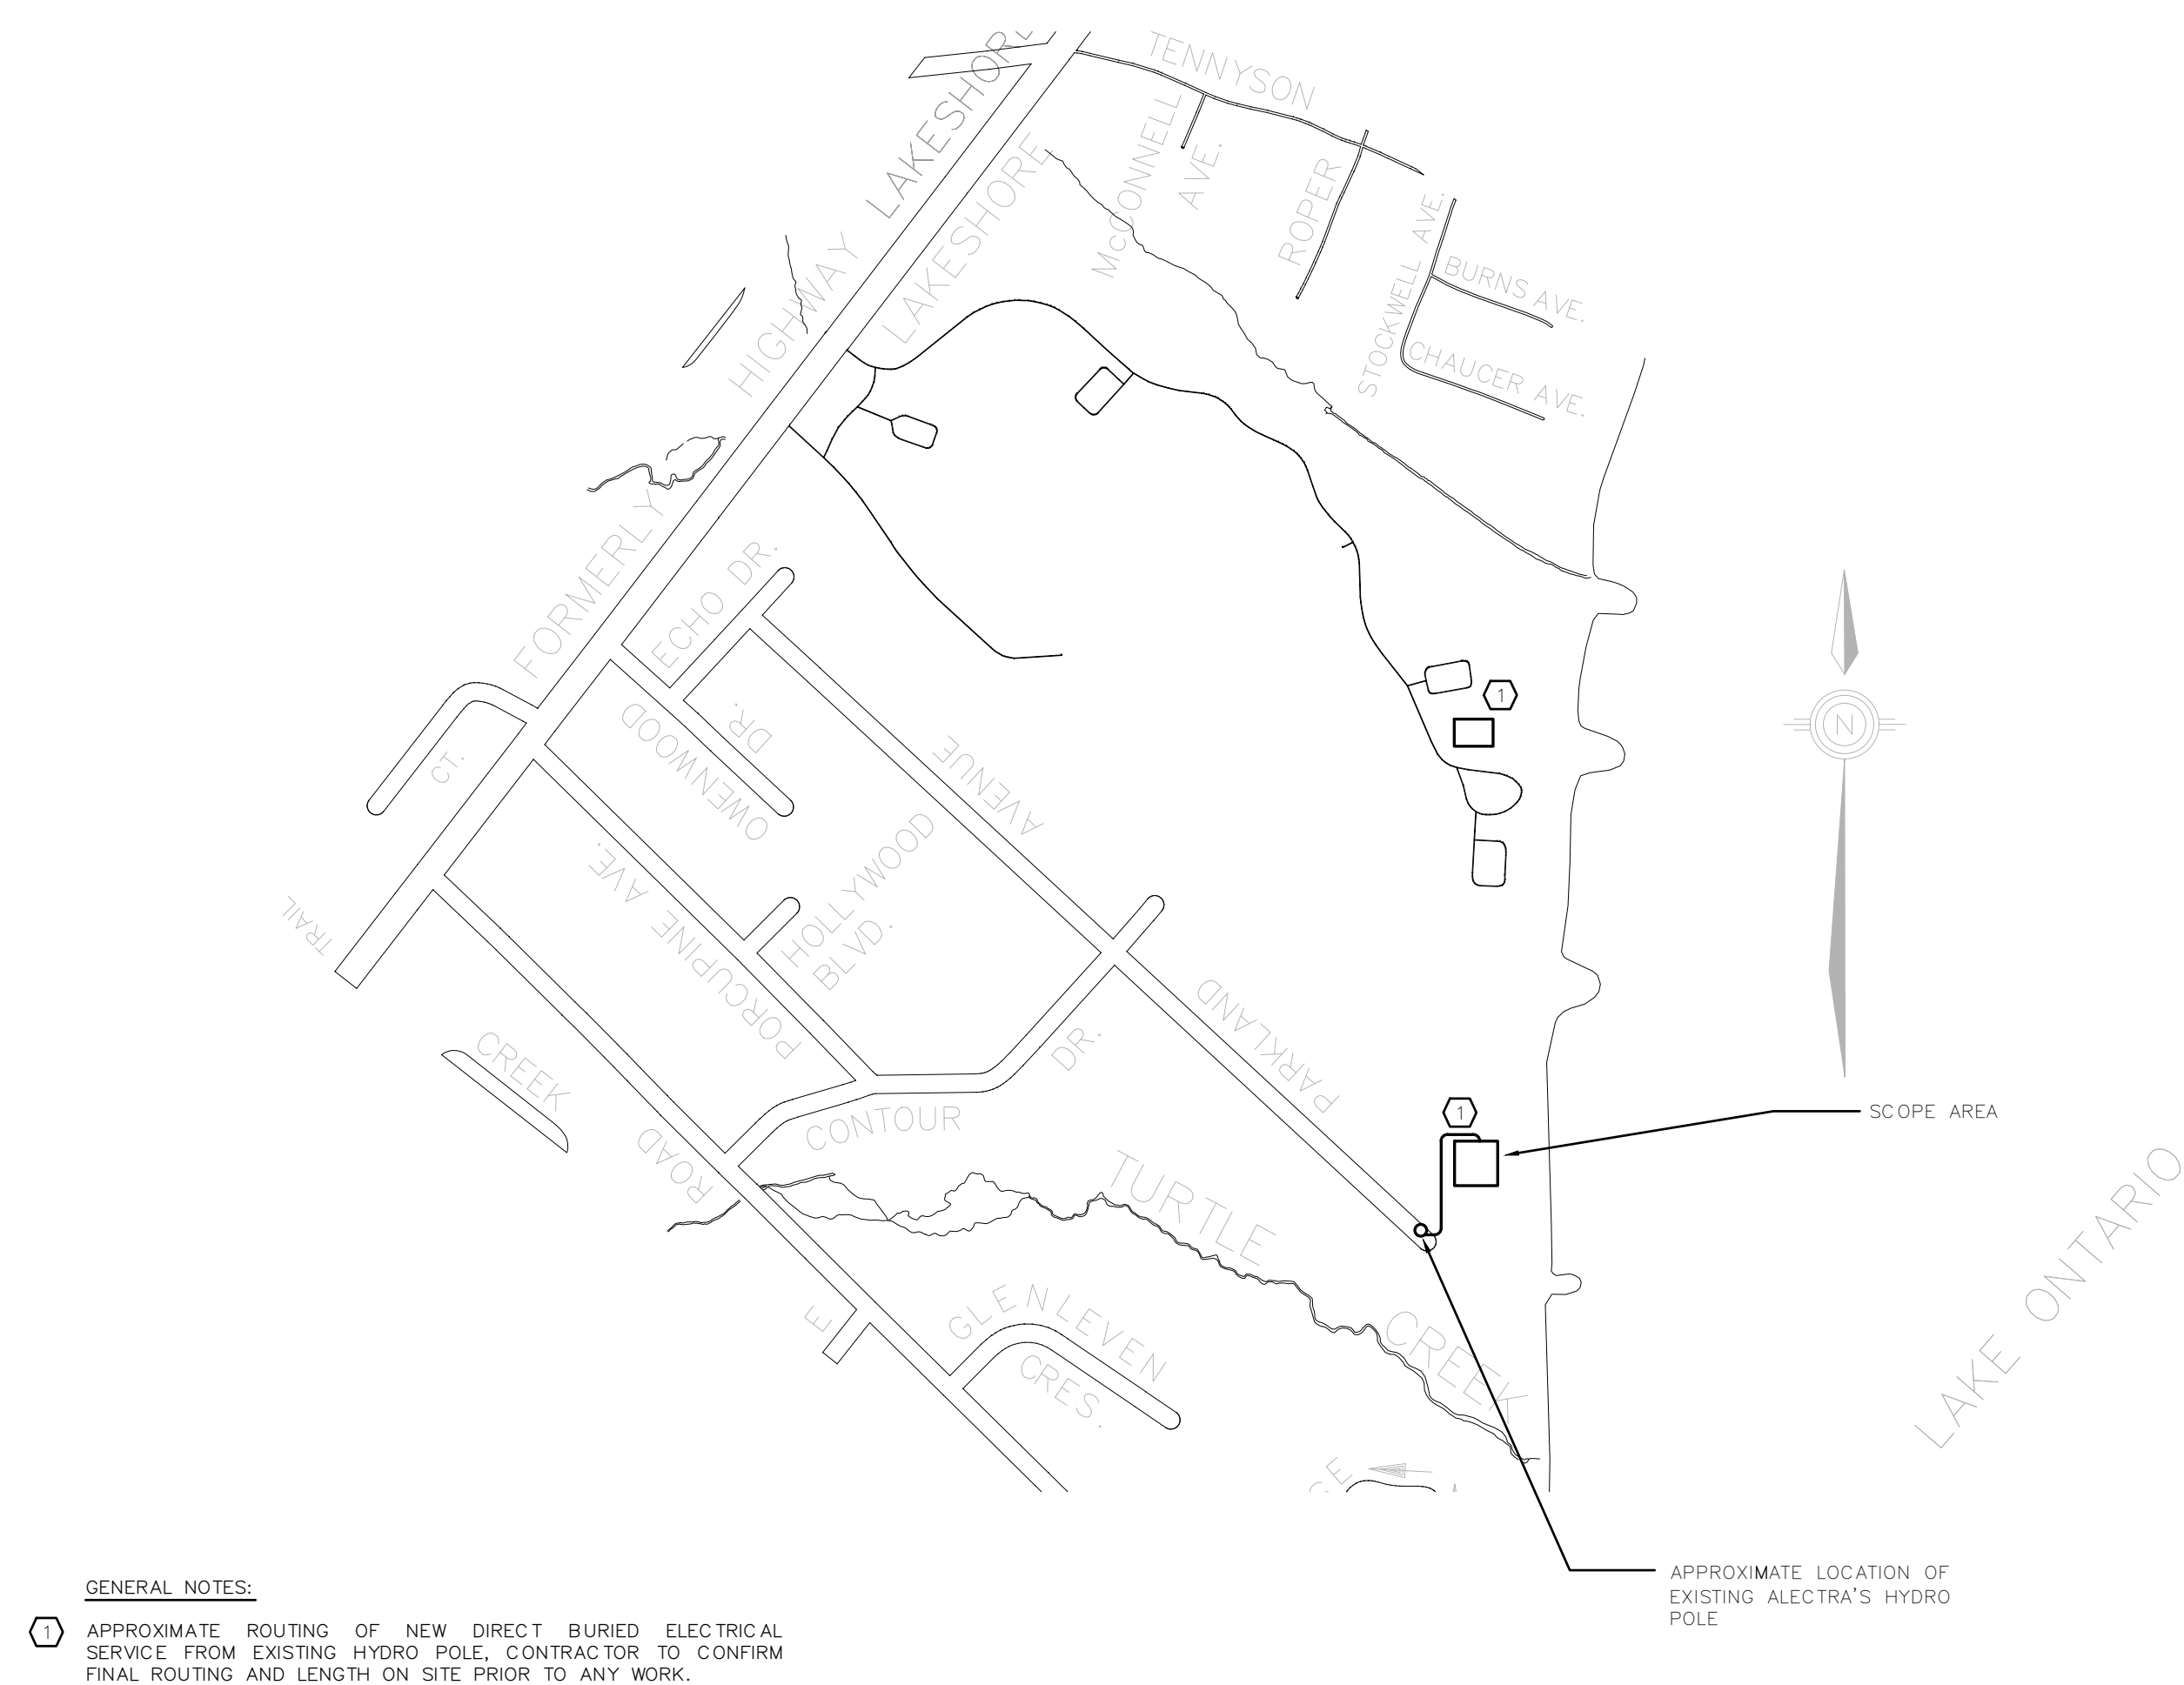 LAKESHORE
TENNYSON
McCONNELL
AVE.
LAKESHORE
ROPER
STOCKWELL AVE.
BURNS AVE.
HIGHWAY
CHAUCER AVE.
FORMERLY
ECHO DR.
OWENWOOD
DR.
CT.
AVENUE
N
1
HOLLYWOOD
BLVD.
PORCUPINE AVE.
TRAIL
PARKLAND
CREEK
ROAD
DR.
CONTOUR
1
SCOPE AREA
TURTLE
CREEK
LAKE ONTARIO
E
GLENLEVEN
CRES.
GENERAL NOTES:
1
APPROXIMATE ROUTING OF NEW DIRECT BURIED ELECTRICAL
SERVICE FROM EXISTING HYDRO POLE, CONTRACTOR TO CONFIRM
FINAL ROUTING AND LENGTH ON SITE PRIOR TO ANY WORK.
APPROXIMATE LOCATION OF
EXISTING ALECTRA'S HYDRO
POLE